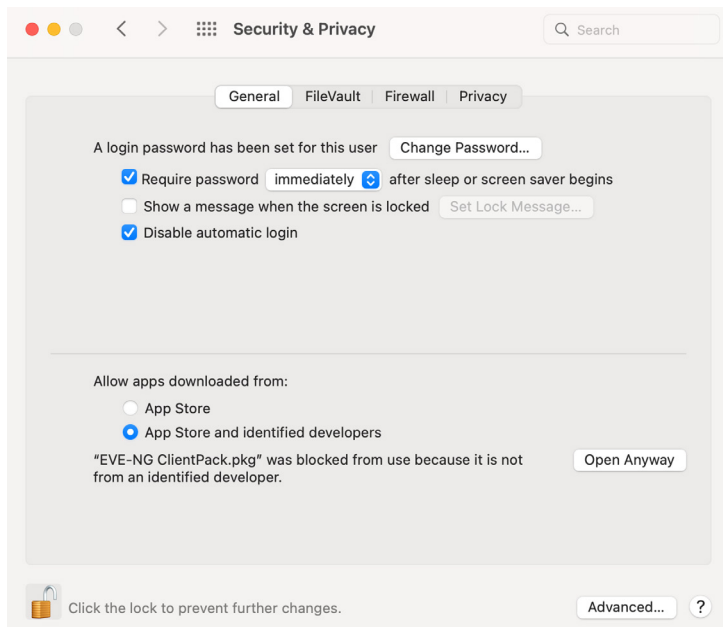 Security & Privacy
Search
General
FileVault
Firewall
Privacy
A login password has been set for this user
Change Password...
Require password immediately after sleep or screen saver begins
Show a message when the screen is locked
Set Lock Message...
Disable automatic login
Allow apps downloaded from:
App Store
App Store and identified developers
“EVE-NG ClientPack.pkg” was blocked from use because it is not
from an identified developer.
Open Anyway
Click the lock to prevent further changes.
Advanced...
?